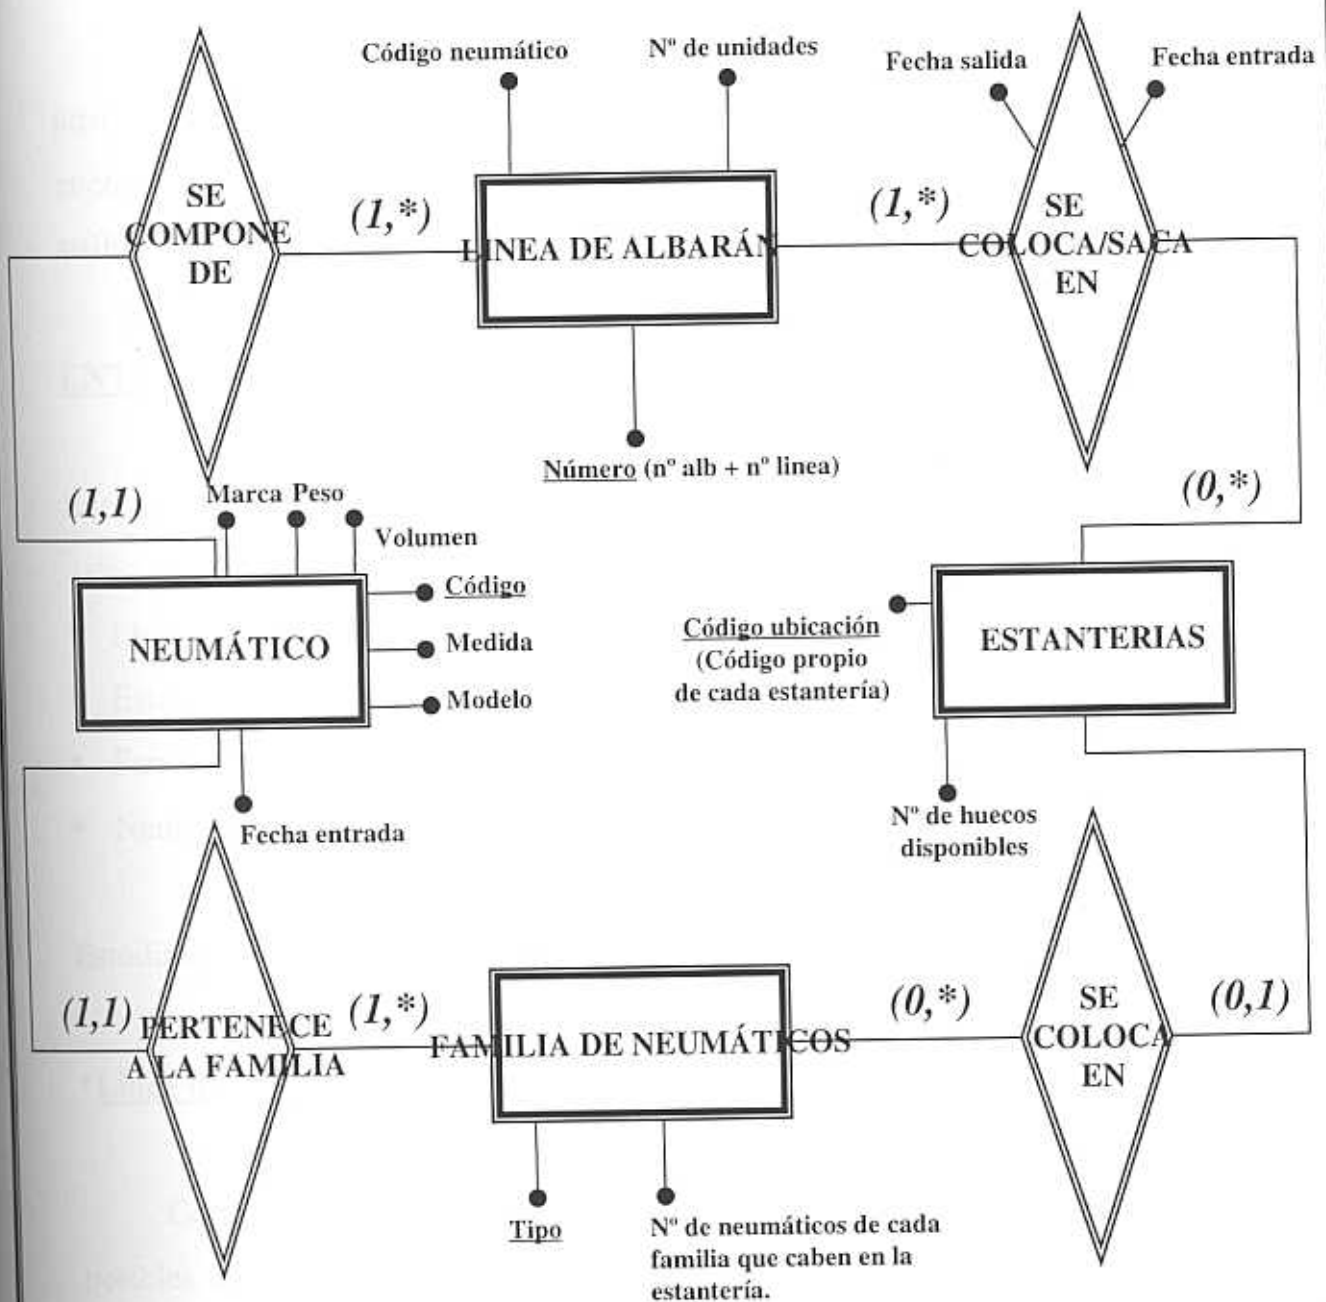 Código neumático
Nº de unidades
Fecha salida
Fecha entrada
SE
COMPONE
DE
(1,*)
LINEA DE ALBARÁN
(1,*)
SE
COLOCA/SACA
EN
Número (nº alb + nº linea)
(1,1)
Marca Peso
Volumen
(0,*)
NEUMÁTICO
Código
Medida
Modelo
Código ubicación
(Código propio
de cada estantería)
ESTANTERIAS
Fecha entrada
Nº de huecos
disponibles
(1,1)
PERTENECE
A LA FAMILIA
(1,*)
FAMILIA DE NEUMÁTICOS
(0,*)
SE
COLOCA
EN
(0,1)
Tipo
Nº de neumáticos de cada
familia que caben en la
estantería.